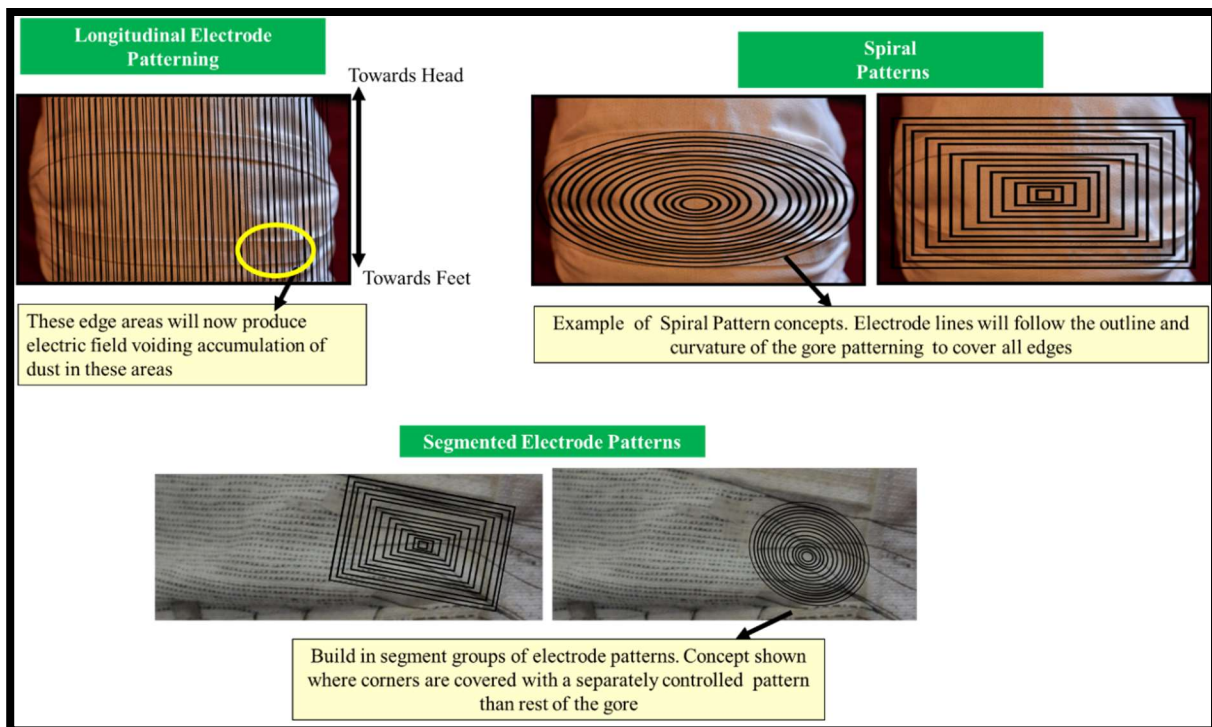 Longitudinal Electrode
Patterning
Towards Head
Towards Feet
These edge areas will now produce
electric field voiding accumulation of
dust in these areas
Spiral
Patterns
Example of Spiral Pattern concepts. Electrode lines will follow the outline and
curvature of the gore patterning to cover all edges
Segmented Electrode Patterns
Build in segment groups of electrode patterns. Concept shown
where corners are covered with a separately controlled pattern
than rest of the gore